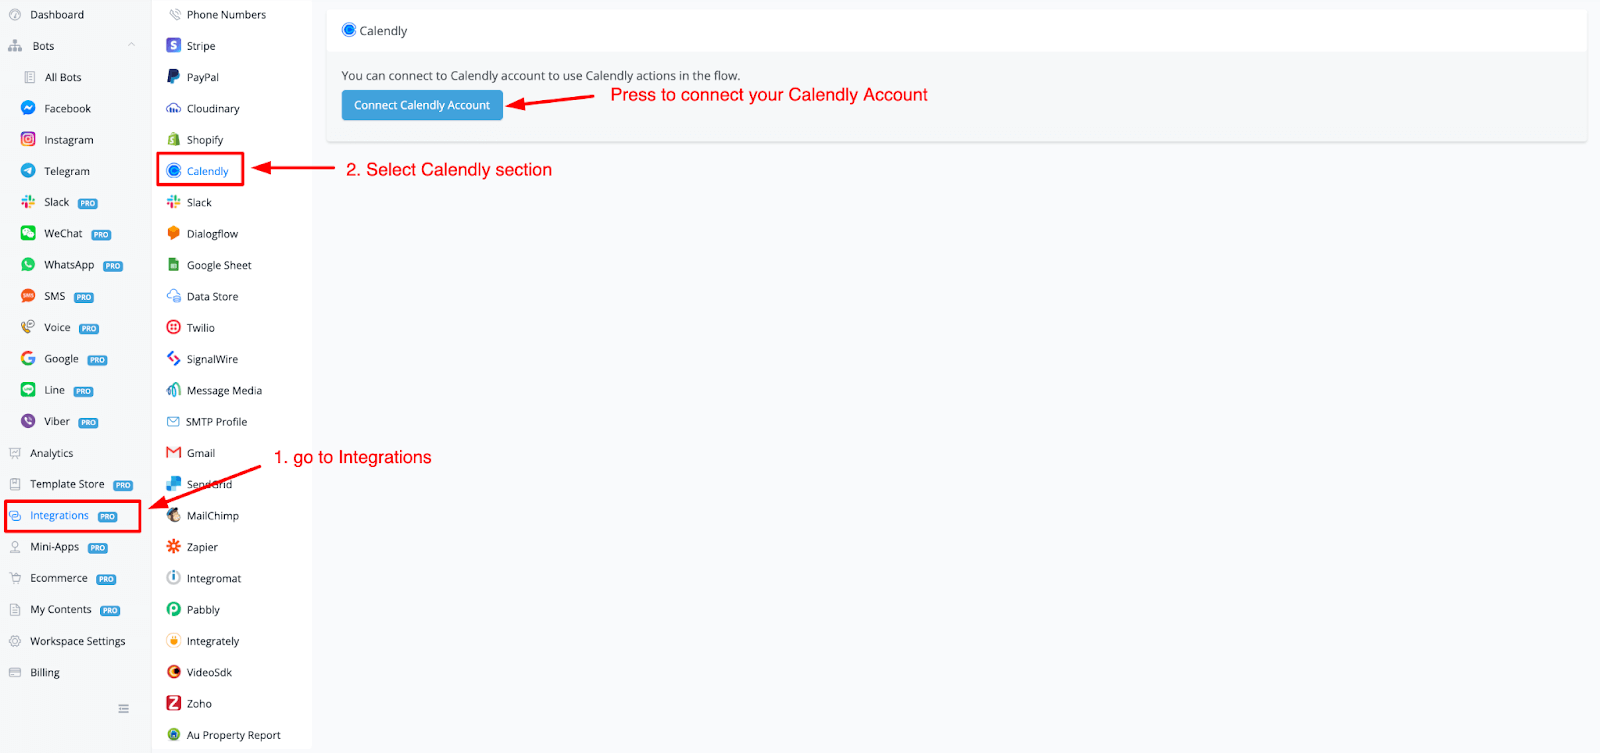 Dashboard
Bots
All Bots
Facebook
Instagram
Telegram
Slack PRO
WeChat PRO
WhatsApp PRO
SMS PRO
Voice PRO
Google PRO
Line PRO
Viber PRO
Analytics
Template Store PRO
Integrations PRO
Mini-Apps PRO
Ecommerce PRO
My Contents PRO
Workspace Settings
Billing
Phone Numbers
Stripe
PayPal
Cloudinary
Shopify
Calendly
Slack
Dialogflow
Google Sheet
Data Store
Twilio
SignalWire
Message Media
SMTP Profile
Gmail
SendGrid
MailChimp
Zapier
Integromat
Pabbly
Integrately
VideoSdk
Zoho
Au Property Report
Calendly
You can connect to Calendly account to use Calendly actions in the flow.
Connect Calendly Account
Press to connect your Calendly Account
2. Select Calendly section
1. go to Integrations